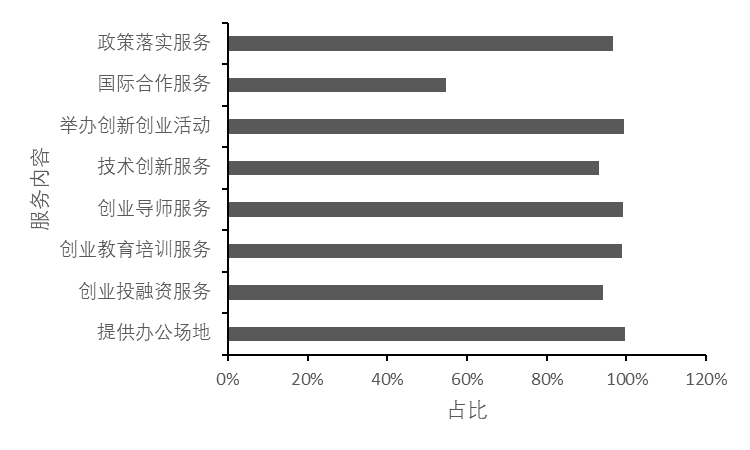 政策落实服务
国际合作服务
举办创新创业活动
技术创新服务
创业导师服务
创业教育培训服务
创业投融资服务
提供办公场地
服务内容
0% 20% 40% 60% 80% 100% 120%
占比